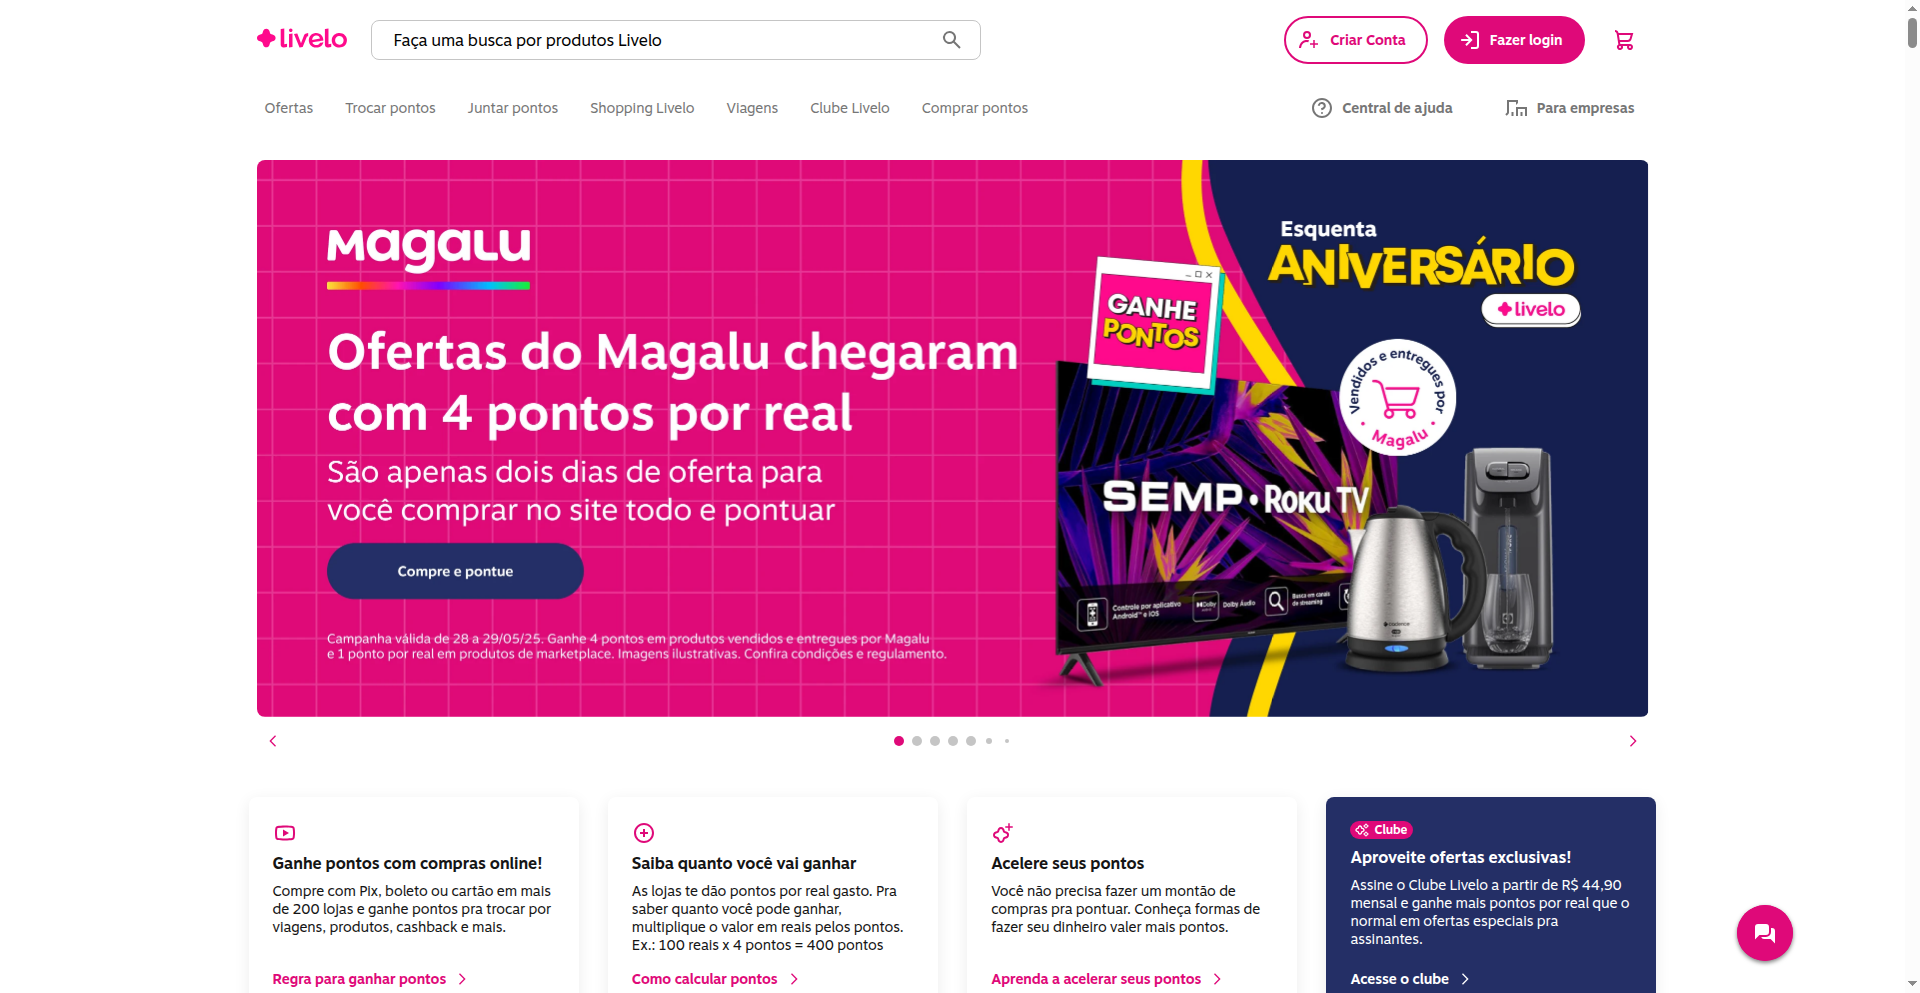 livelo
Faça uma busca por produtos Livelo
Criar Conta
Fazer login
Ofertas
Trocar pontos
Juntar pontos
Shopping Livelo
Viagens
Clube Livelo
Comprar pontos
Central de ajuda
Para empresas
Magalu
Ofertas do Magalu chegaram
com 4 pontos por real
São apenas dois dias de oferta para
você comprar no site todo e pontuar
Compre e pontue
Campanha válida de 28 a 29/05/25. Ganhe 4 pontos em produtos vendidos e entregues por Magalu
e 1 ponto por real em produtos de marketplace. Imagens ilustrativas. Confira condições e regulamento.
GANHE
PONTOS
Esquenta
ANIVERSÁRIO
livelo
Vendidos e entregues por
Magalu
SEMP • Roku TV
Controle por aplicativo
Android™ e iOS
Dolby
Dolby Áudio
Busca em canais
de streaming
cadence
Ganhe pontos com compras online!
Compre com Pix, boleto ou cartão em mais
de 200 lojas e ganhe pontos pra trocar por
viagens, produtos, cashback e mais.
Regra para ganhar pontos
Saiba quanto você vai ganhar
As lojas te dão pontos por real gasto. Pra
saber quanto você pode ganhar,
multiplique o valor em reais pelos pontos.
Ex.: 100 reais x 4 pontos = 400 pontos
Como calcular pontos
Acelere seus pontos
Você não precisa fazer um montão de
compras pra pontuar. Conheça formas de
fazer seu dinheiro valer mais pontos.
Aprenda a acelerar seus pontos
Clube
Aproveite ofertas exclusivas!
Assine o Clube Livelo a partir de R$ 44,90
mensal e ganhe mais pontos por real que o
normal em ofertas especiais pra
assinantes.
Acesse o clube